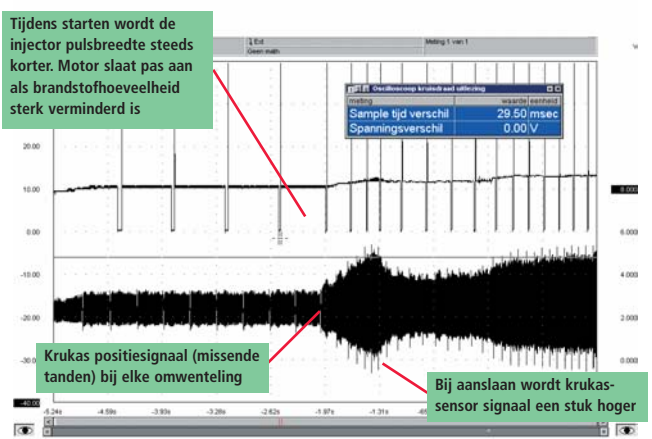 Tijdens starten wordt de
injector pulsbreedte steeds
korter. Motor slaat pas aan
als brandstofhoeveelheid
sterk verminderd is
Exit
Geen math
Meting 1 van 1
Oscilloscoop kruisdraad uitlezing
meting waarde eenheid
Sample tijd verschil 29.50 msec
Spanningsverschil 0.00 V
20.00
10.00
0.00
-10.00
-20.00
-30.00
-40.00
8.000
6.000
4.000
2.000
0.000
Krukas positiesignaal (missende
tanden) bij elke omwenteling
Bij aanslaan wordt krukas-
sensor signaal een stuk hoger
-5.24s -4.59s -3.93s -3.28s -2.62s -1.97s -1.31s